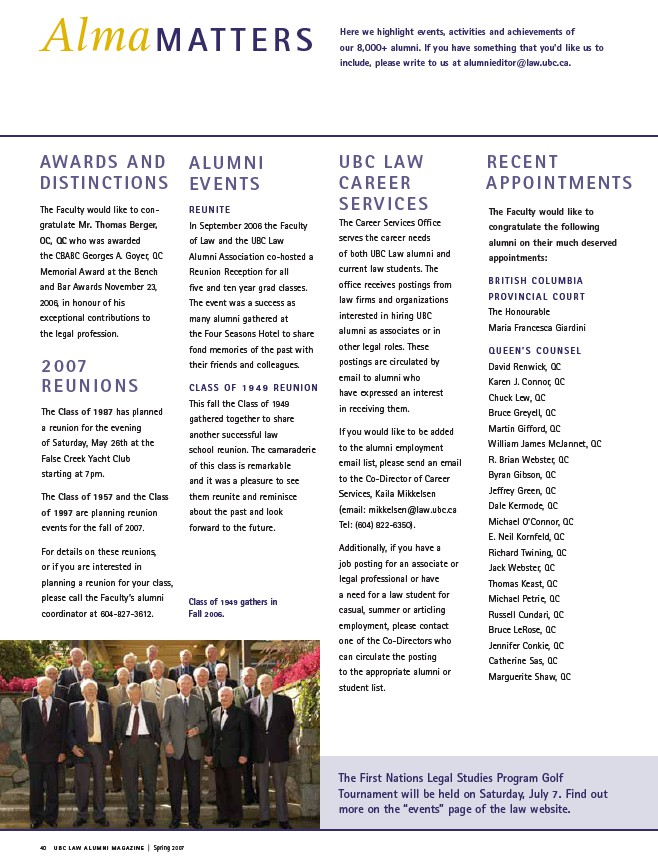 Alma MATTERS
Here we highlight events, activities and achievements of
our 8,000+ alumni. If you have something that you'd like us to
include, please write to us at alumnieditor@law.ubc.ca.
AWARDS AND
DISTINCTIONS
The Faculty would like to con-
gratulate Mr. Thomas Berger,
OC, QC who was awarded
the CBABC Georges A. Goyer, QC
Memorial Award at the Bench
and Bar Awards November 23,
2006, in honour of his
exceptional contributions to
the legal profession.
2007
REUNIONS
The Class of 1987 has planned
a reunion for the evening
of Saturday, May 26th at the
False Creek Yacht Club
starting at 7pm.
The Class of 1957 and the Class
of 1997 are planning reunion
events for the fall of 2007.
For details on these reunions,
or if you are interested in
planning a reunion for your class,
please call the Faculty's alumni
coordinator at 604-827-3612.
ALUMNI
EVENTS
REUNITE
In September 2006 the Faculty
of Law and the UBC Law
Alumni Association co-hosted a
Reunion Reception for all
five and ten year grad classes.
The event was a success as
many alumni gathered at
the Four Seasons Hotel to share
fond memories of the past with
their friends and colleagues.
CLASS OF 1949 REUNION
This fall the Class of 1949
gathered together to share
another successful law
school reunion. The camaraderie
of this class is remarkable
and it was a pleasure to see
them reunite and reminisce
about the past and look
forward to the future.
Class of 1949 gathers in
Fall 2006.
UBC LAW
CAREER
SERVICES
The Career Services Office
serves the career needs
of both UBC Law alumni and
current law students. The
office receives postings from
law firms and organizations
interested in hiring UBC
alumni as associates or in
other legal roles. These
postings are circulated by
email to alumni who
have expressed an interest
in receiving them.
If you would like to be added
to the alumni employment
email list, please send an email
to the Co-Director of Career
Services, Kaila Mikkelsen
(email: mikkelsen@law.ubc.ca
Tel: (604) 822-6350).
Additionally, if you have a
job posting for an associate or
legal professional or have
a need for a law student for
casual, summer or articling
employment, please contact
one of the Co-Directors who
can circulate the posting
to the appropriate alumni or
student list.
RECENT
APPOINTMENTS
The Faculty would like to
congratulate the following
alumni on their much deserved
appointments:
BRITISH COLUMBIA
PROVINCIAL COURT
The Honourable
Maria Francesca Giardini
QUEEN'S COUNSEL
David Renwick, QC
Karen J. Connor, QC
Chuck Lew, QC
Bruce Greyell, QC
Martin Gifford, QC
William James McJannet, QC
R. Brian Webster, QC
Byran Gibson, QC
Jeffrey Green, QC
Dale Kermode, QC
Michael O'Connor, QC
E. Neil Kornfeld, QC
Richard Twining, QC
Jack Webster, QC
Thomas Keast, QC
Michael Petrie, QC
Russell Cundari, QC
Bruce LeRose, QC
Jennifer Conkie, QC
Catherine Sas, QC
Marguerite Shaw, QC
The First Nations Legal Studies Program Golf
Tournament will be held on Saturday, July 7. Find out
more on the "events" page of the law website.
40 UBC LAW ALUMNI MAGAZINE | Spring 2007